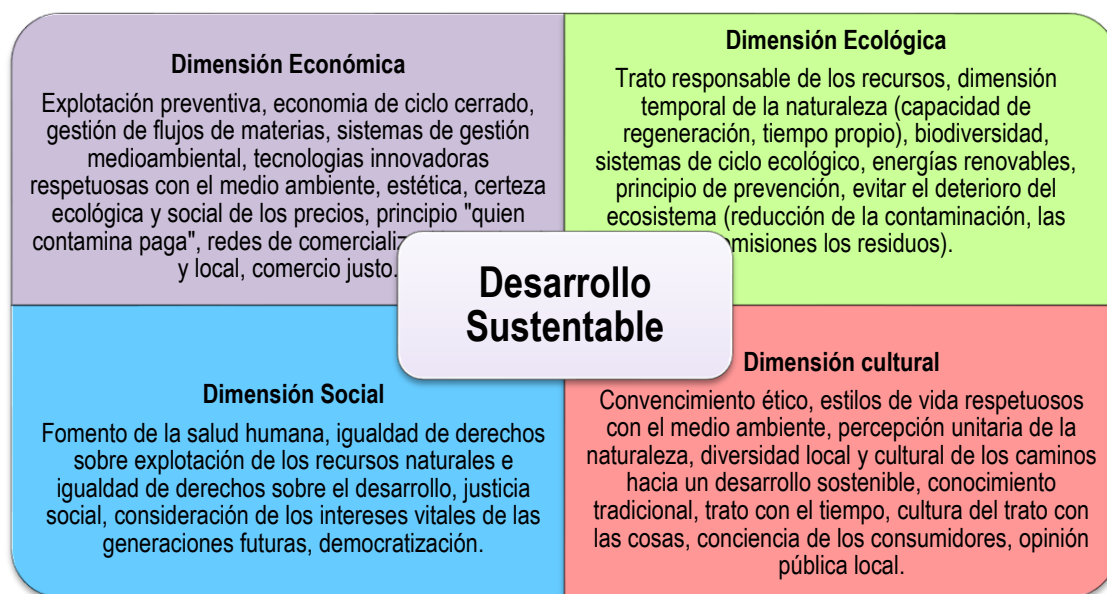 Dimensión Económica
Explotación preventiva, economia de ciclo cerrado,
gestión de flujos de materias, sistemas de gestión
medioambiental, tecnologias innovadoras
respetuosas con el medio ambiente, estética, certeza
ecológica y social de los precios, principio "quien
contamina paga", redes de
y local, comercio justo.
Dimensión Ecológica
Trato responsable de los recursos, dimensión
temporal de la naturaleza (capacidad de
regeneración, tiempo propio), biodiversidad,
sistemas de ciclo ecológico, energías renovables,
principio de prevención, evitar el deterioro del
ecosistema (reducción de la contaminación, las
emisiones los residuos).
Desarrollo
Sustentable
Dimensión Social
Fomento de la salud humana, igualdad de derechos
sobre explotación de los recursos naturales e
igualdad de derechos sobre el desarrollo, justicia
social, consideración de los intereses vitales de las
generaciones futuras, democratización.
Dimensión cultural
Convencimiento ético, estilos de vida respetuosos
con el medio ambiente, percepción unitaria de la
naturaleza, diversidad local y cultural de los caminos
hacia un desarrollo sostenible, conocimiento
tradicional, trato con el tiempo, cultura del trato con
las cosas, conciencia de los consumidores, opinión
pública local.